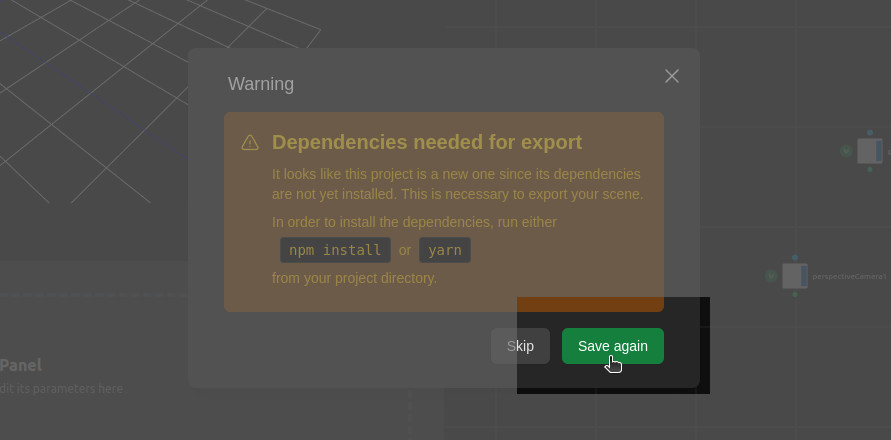 Warning
Dependencies needed for export
It looks like this project is a new one since its dependencies
are not yet installed. This is necessary to export your scene.
In order to install the dependencies, run either
npm install or yarn
from your project directory.
Skip
Save again
perspectiveCamera1
Panel
dit its parameters here